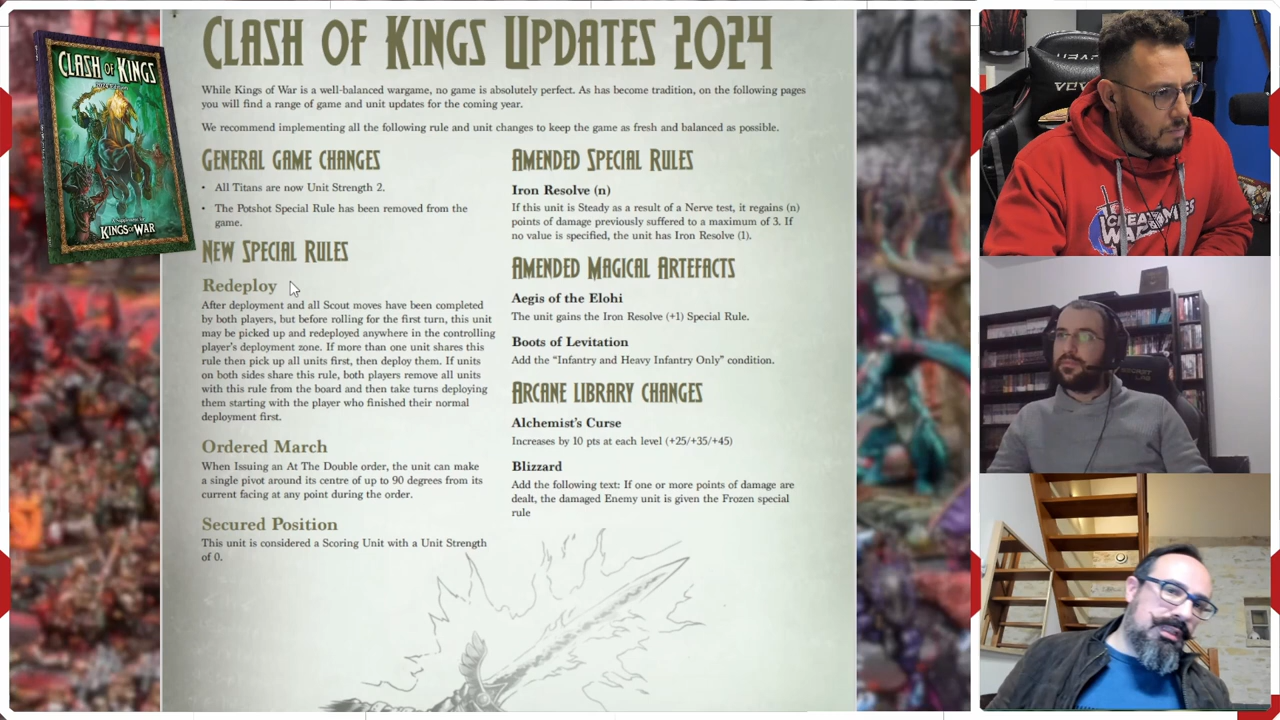 CLASH OF KINGS UPDATES 2024
While Kings of War is a well-balanced wargame, no game is absolutely perfect. As has become tradition, on the following pages
you will find a range of game and unit updates for the coming year.
We recommend implementing all the following rule and unit changes to keep the game as fresh and balanced as possible.
GENERAL GAME CHANGES
• All Titans are now Unit Strength 2.
• The Potshot Special Rule has been removed from the
game.
NEW SPECIAL RULES
Redeploy
After deployment and all Scout moves have been completed
by both players, but before rolling for the first turn, this unit
may be picked up and redeployed anywhere in the controlling
player's deployment zone. If more than one unit shares this
rule then pick up all units first, then deploy them. If units
on both sides share this rule, both players remove all units
with this rule from the board and then take turns deploying
them starting with the player who finished their normal
deployment first.
Ordered March
When Issuing an At The Double order, the unit can make
a single pivot around its centre of up to 90 degrees from its
current facing at any point during the order.
Secured Position
This unit is considered a Scoring Unit with a Unit Strength
of 0.
AMENDED SPECIAL RULES
Iron Resolve (n)
If this unit is Steady as a result of a Nerve test, it regains (n)
points of damage previously suffered to a maximum of 3. If
no value is specified, the unit has Iron Resolve (1).
AMENDED MAGICAL ARTEFACTS
Aegis of the Elohi
The unit gains the Iron Resolve (+1) Special Rule.
Boots of Levitation
Add the “Infantry and Heavy Infantry Only” condition.
ARCANE LIBRARY CHANGES
Alchemist's Curse
Increases by 10 pts at each level (+25/+35/+45)
Blizzard
Add the following text: If one or more points of damage are
dealt, the damaged Enemy unit is given the Frozen special
rule
CLASH OF KINGS
KINGS OF WAR